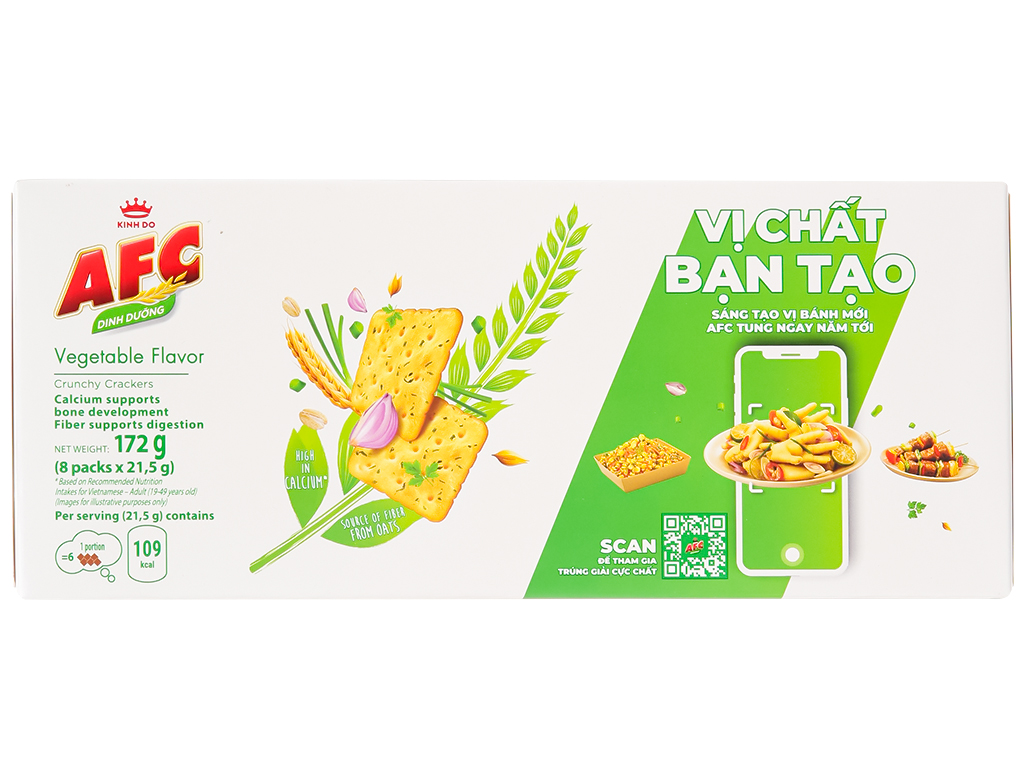 KINH DO
AFC
DINH DƯỠNG
Vegetable Flavor
Crunchy Crackers
Calcium supports
bone development
Fiber supports digestion
NET WEIGHT: 172 g
(8 packs x 21,5 g)
* Based on Recommended Nutrition
Intakes for Vietnamese – Adult (19-49 years old)
(Images for illustrative purposes only)
Per serving (21,5 g) contains
1 portion
=6
109
kcal
HIGH
IN
CALCIUM*
SOURCE OF FIBER
FROM OATS
VỊ CHẤT
BẠN TẠO
SÁNG TẠO VỊ BÁNH MỚI
AFC TUNG NGAY NĂM TỚI
SCAN
ĐỂ THAM GIA
TRÚNG GIẢI CỰC CHẤT
AFC